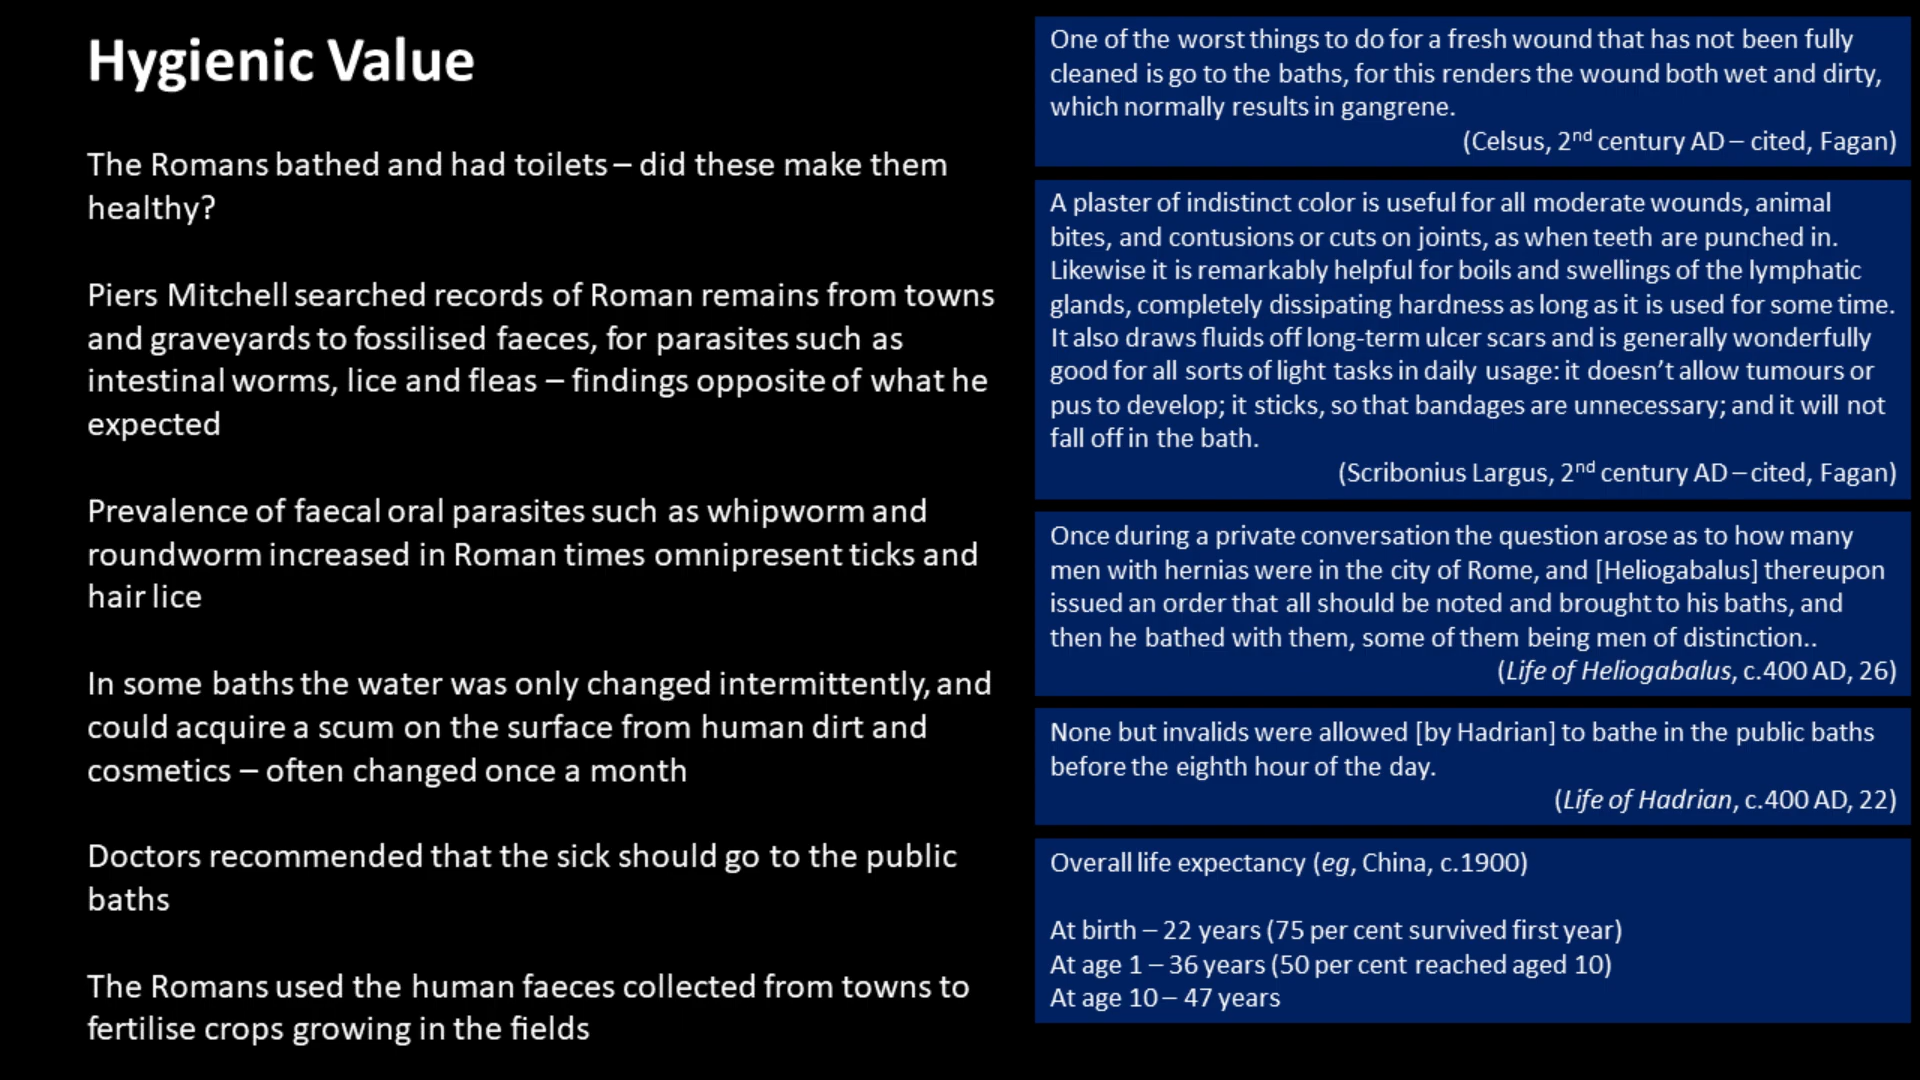 Hygienic Value
The Romans bathed and had toilets – did these make them
healthy?
Piers Mitchell searched records of Roman remains from towns
and graveyards to fossilised faeces, for parasites such as
intestinal worms, lice and fleas – findings opposite of what he
expected
Prevalence of faecal oral parasites such as whipworm and
roundworm increased in Roman times omnipresent ticks and
hair lice
In some baths the water was only changed intermittently, and
could acquire a scum on the surface from human dirt and
cosmetics – often changed once a month
Doctors recommended that the sick should go to the public
baths
The Romans used the human faeces collected from towns to
fertilise crops growing in the fields
One of the worst things to do for a fresh wound that has not been fully
cleaned is go to the baths, for this renders the wound both wet and dirty,
which normally results in gangrene.
(Celsus, 2nd century AD – cited, Fagan)
A plaster of indistinct color is useful for all moderate wounds, animal
bites, and contusions or cuts on joints, as when teeth are punched in.
Likewise it is remarkably helpful for boils and swellings of the lymphatic
glands, completely dissipating hardness as long as it is used for some time.
It also draws fluids off long-term ulcer scars and is generally wonderfully
good for all sorts of light tasks in daily usage: it doesn’t allow tumours or
pus to develop; it sticks, so that bandages are unnecessary; and it will not
fall off in the bath.
(Scribonius Largus, 2nd century AD – cited, Fagan)
Once during a private conversation the question arose as to how many
men with hernias were in the city of Rome, and [Heliogabalus] thereupon
issued an order that all should be noted and brought to his baths, and
then he bathed with them, some of them being men of distinction..
(Life of Heliogabalus, c.400 AD, 26)
None but invalids were allowed [by Hadrian] to bathe in the public baths
before the eighth hour of the day.
(Life of Hadrian, c.400 AD, 22)
Overall life expectancy (eg, China, c.1900)
At birth – 22 years (75 per cent survived first year)
At age 1 – 36 years (50 per cent reached aged 10)
At age 10 – 47 years